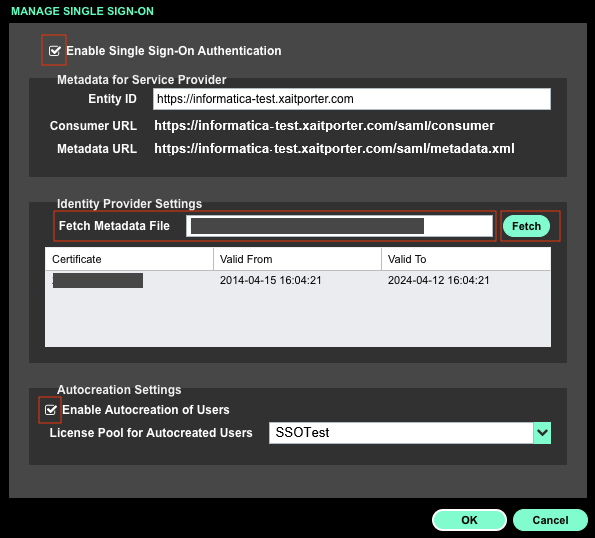 MANAGE SINGLE SIGN-ON
Enable Single Sign-On Authentication
Metadata for Service Provider
Entity ID https://informatica-test.xaitporter.com
Consumer URL https://informatica-test.xaitporter.com/saml/consumer
Metadata URL https://informatica-test.xaitporter.com/saml/metadata.xml
Identity Provider Settings
Fetch Metadata File Fetch
Certificate Valid From Valid To
2014-04-15 16:04:21 2024-04-12 16:04:21
Autocreation Settings
Enable Autocreation of Users
License Pool for Autocreated Users SSOTest
OK Cancel